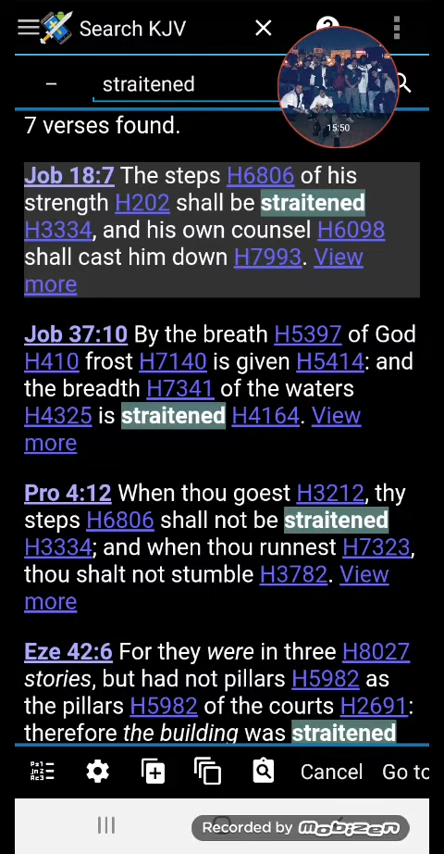 Search KJV
straitened
15:50
7 verses found.
Job 18:7 The steps H6806 of his
strength H202 shall be straitened
H3334, and his own counsel H6098
shall cast him down H7993. View
more
Job 37:10 By the breath H5397 of God
H410 frost H7140 is given H5414: and
the breadth H7341 of the waters
H4325 is straitened H4164. View
more
Pro 4:12 When thou goest H3212, thy
steps H6806 shall not be straitened
H3334; and when thou runnest H7323,
thou shalt not stumble H3782. View
more
Eze 42:6 For they were in three H8027
stories, but had not pillars H5982 as
the pillars H5982 of the courts H2691:
therefore the building was straitened
Cancel Go to
Recorded by Mobizen